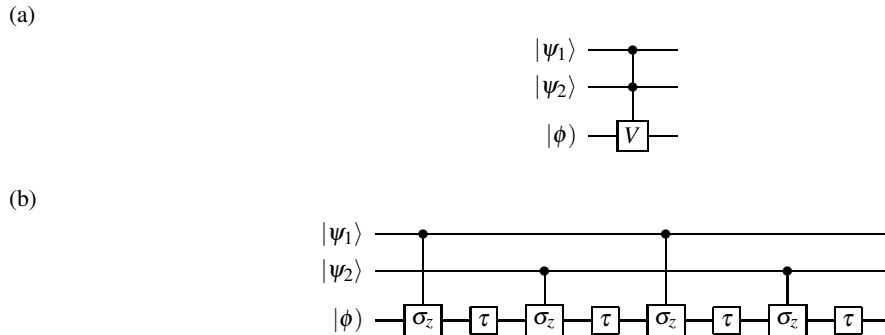 (a)
|ψ₁⟩
|ψ₂⟩
|ϕ) V
(b)
|ψ₁⟩
|ψ₂⟩
|ϕ) σz τ σz τ σz τ σz τ